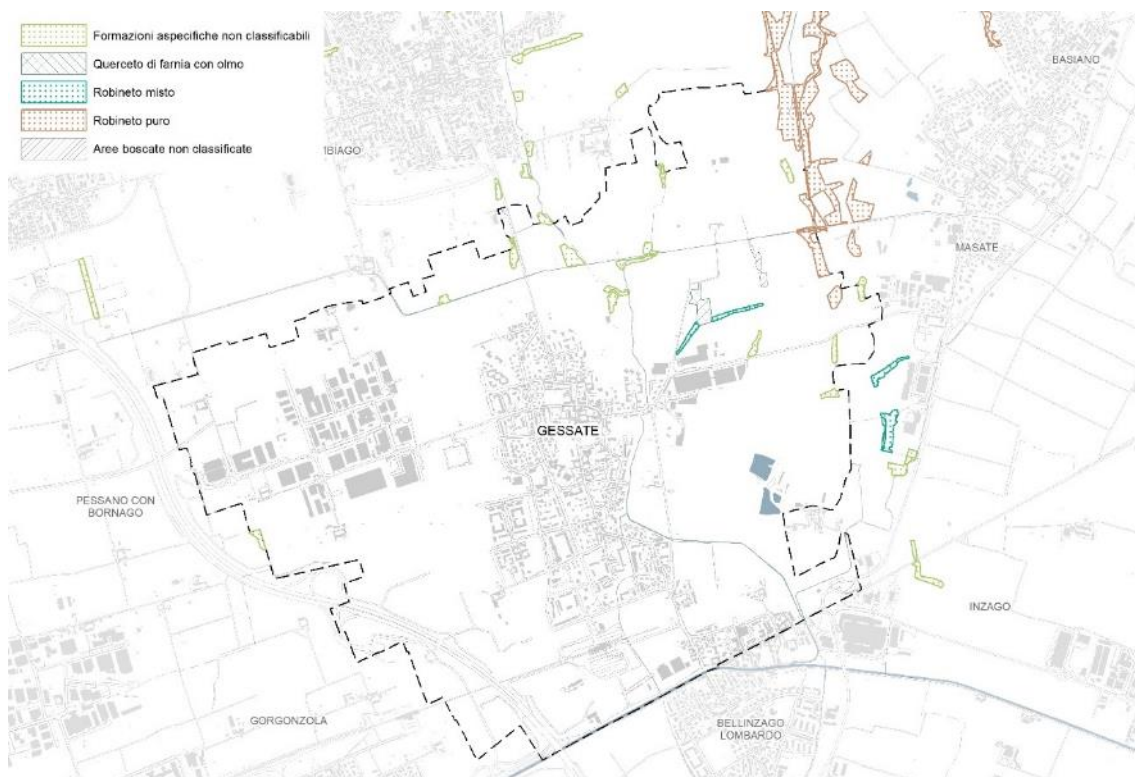 Formazioni aspecifiche non classificabili
Querceto di farnia con olmo
Robineto misto
Robineto puro
Aree boscate non classificate
BASIANO
MBIAGO
MASATE
GESSATE
PESSANO CON
BORNAGO
INZAGO
GORGONZOLA
BELLINZAGO
LOMBARDO